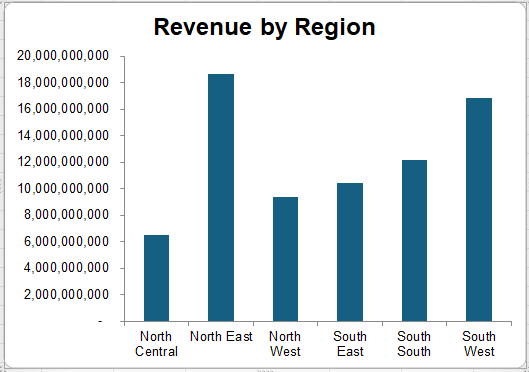 Revenue by Region
20,000,000,000
18,000,000,000
16,000,000,000
14,000,000,000
12,000,000,000
10,000,000,000
8,000,000,000
6,000,000,000
4,000,000,000
2,000,000,000
-
North Central
North East
North West
South East
South South
South West